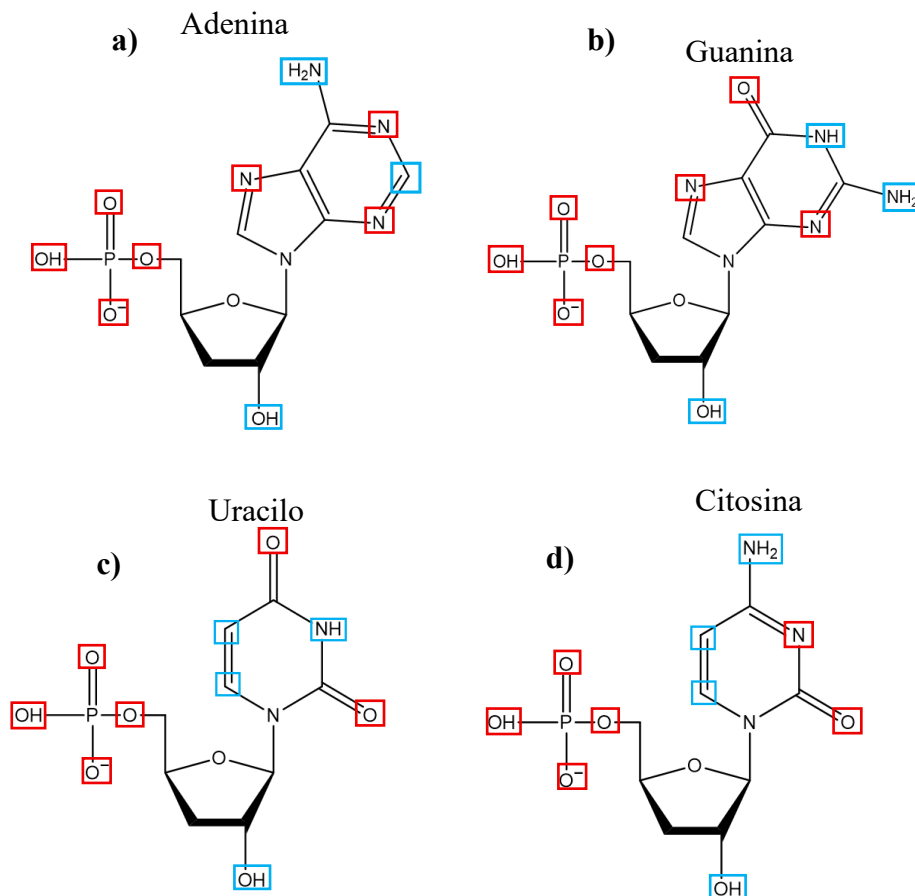 a) Adenina
H₂N
N
N
N
N
O
OH P O
O⁻
O
OH
b) Guanina
O
NH
N
NH₂
N
N
O
OH P O
O⁻
O
OH
c) Uracilo
O
NH
O
N
O
OH P O
O⁻
O
OH
d) Citosina
NH₂
N
O
N
O
OH P O
O⁻
O
OH